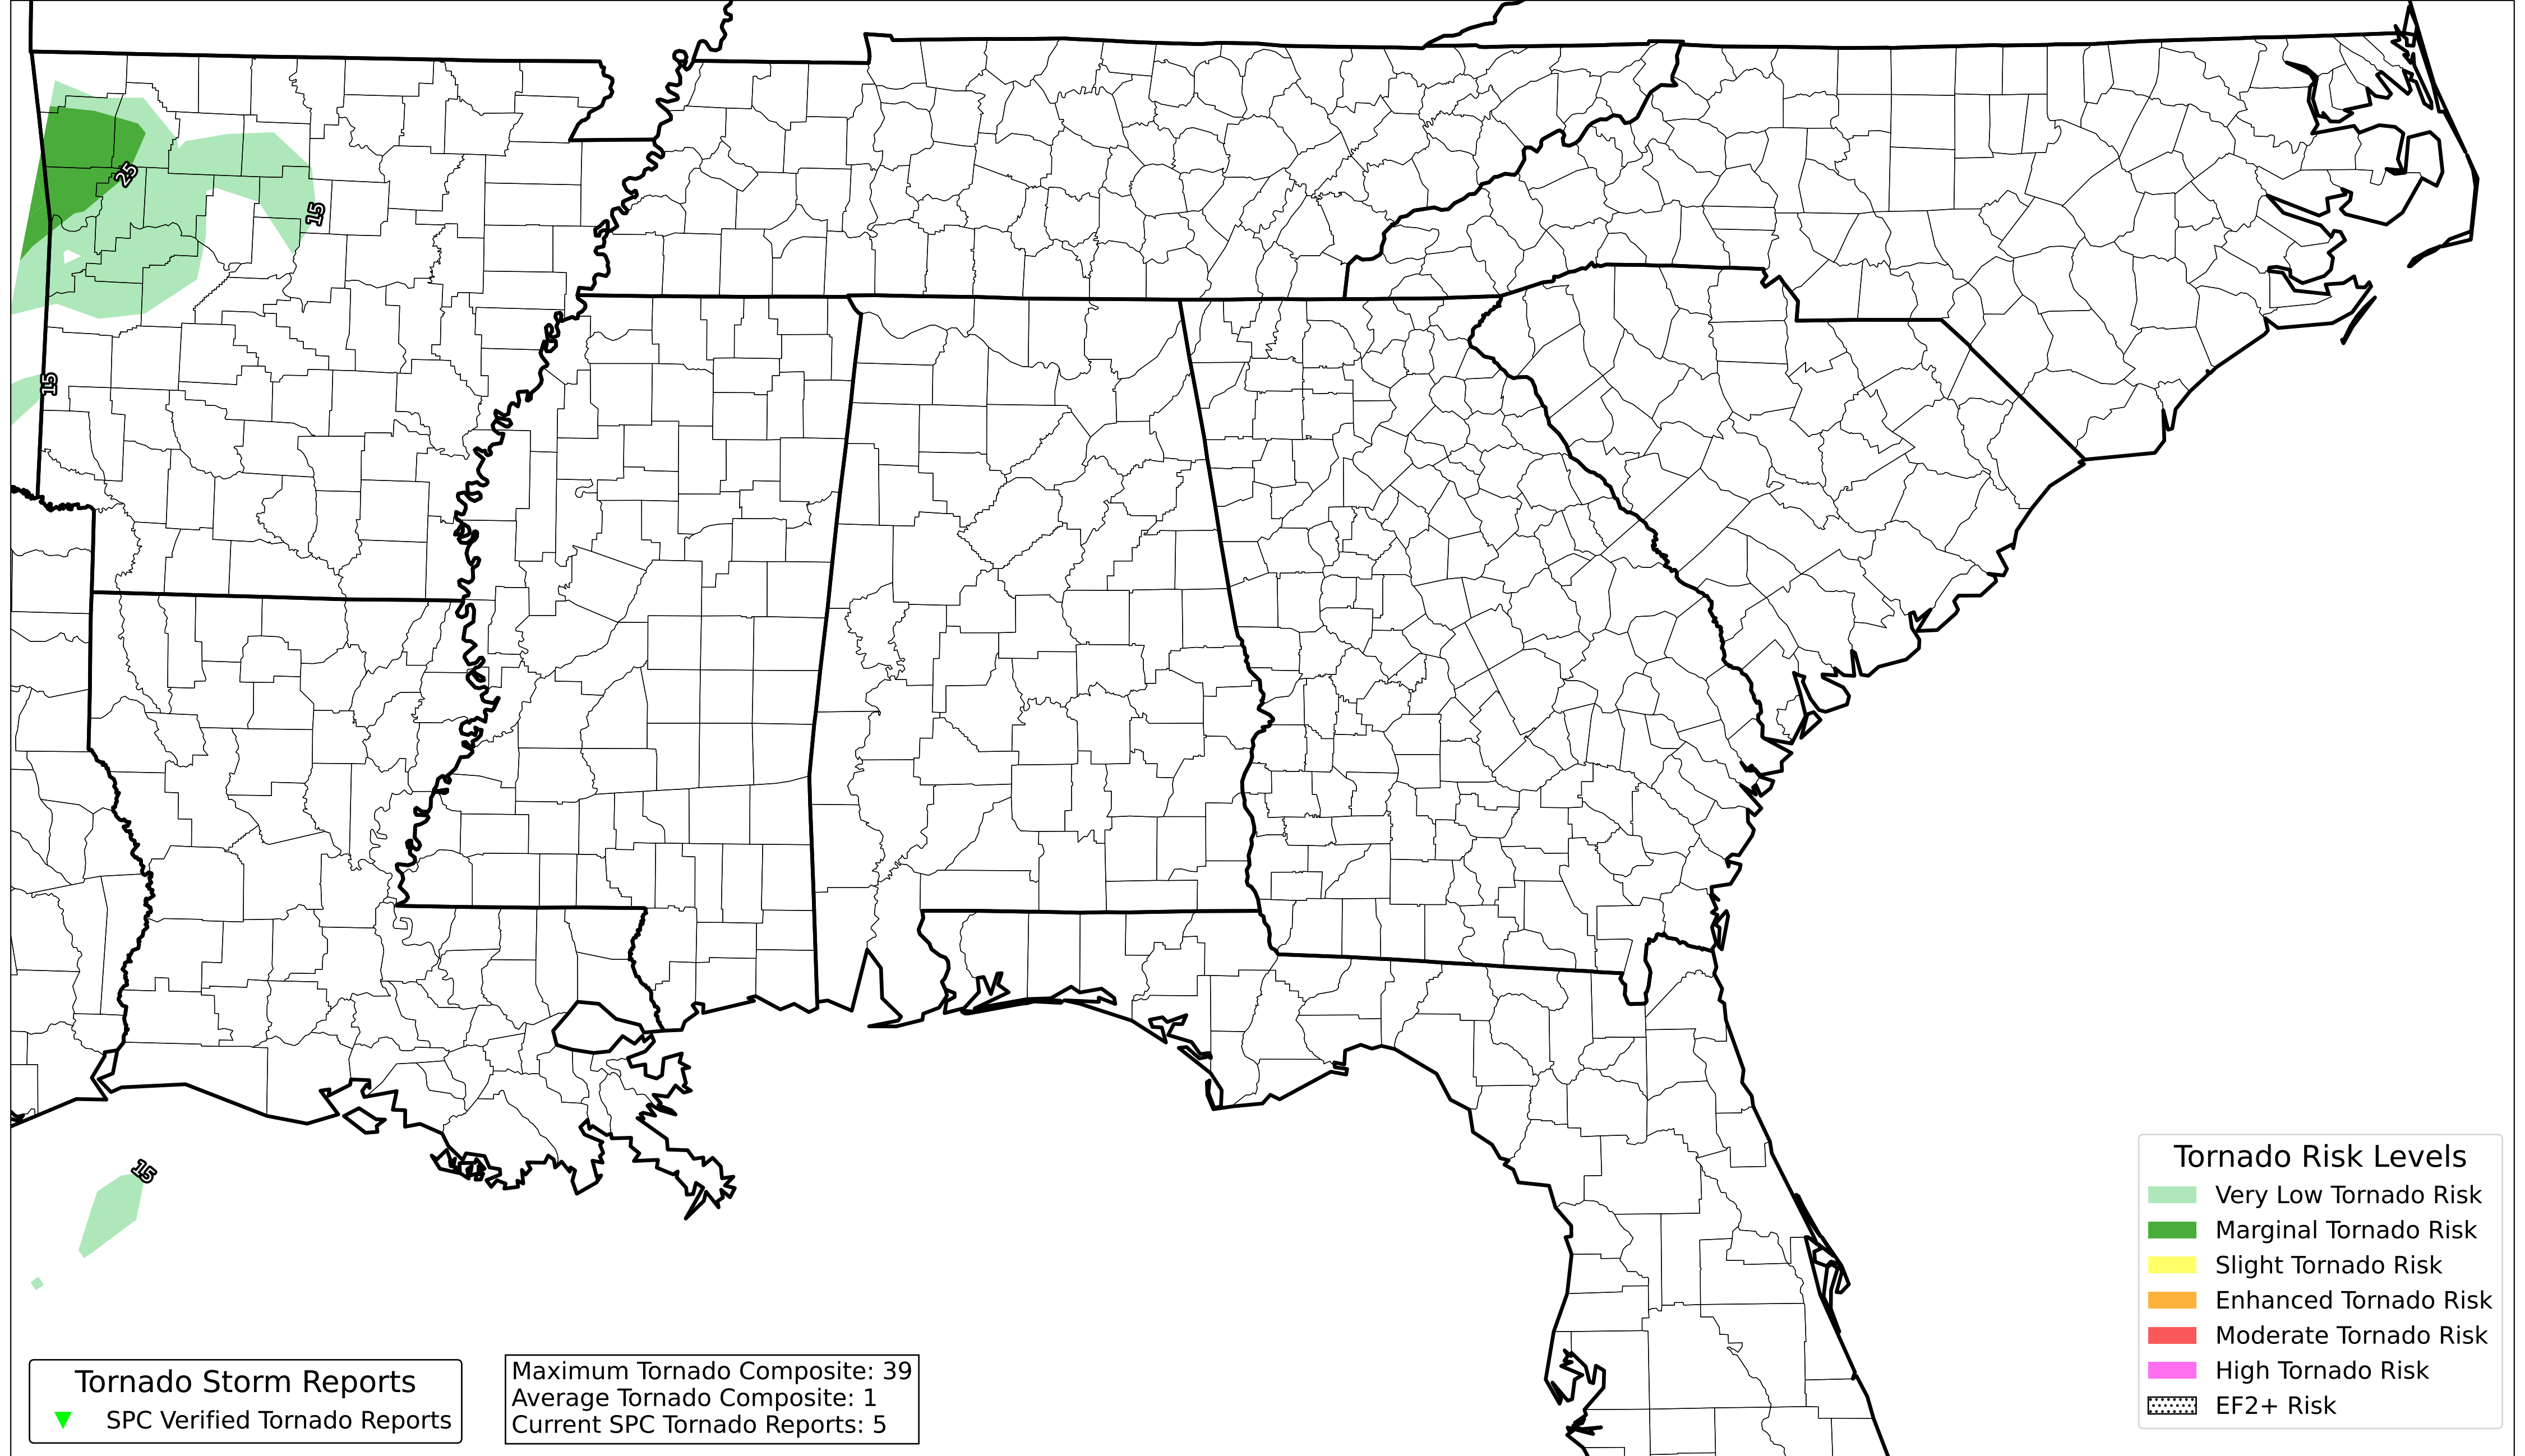 25
15
15
15
Tornado Risk Levels
Very Low Tornado Risk
Marginal Tornado Risk
Slight Tornado Risk
Enhanced Tornado Risk
Moderate Tornado Risk
High Tornado Risk
EF2+ Risk
Tornado Storm Reports
SPC Verified Tornado Reports
Maximum Tornado Composite: 39
Average Tornado Composite: 1
Current SPC Tornado Reports: 5